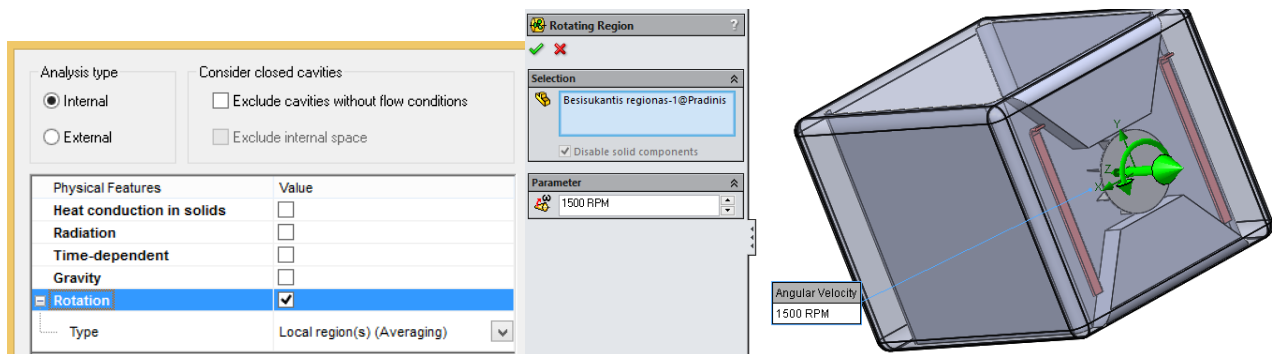 Analysis type
Internal
External
Consider closed cavities
Exclude cavities without flow conditions
Exclude internal space
Physical Features Value
Heat conduction in solids
Radiation
Time-dependent
Gravity
Rotation
Type Local region(s) (Averaging)
Rotating Region ?
Selection
Besisukantis regionas-1@Pradinis
Disable solid components
Parameter
1500 RPM
Y
Z
X
Angular Velocity
1500 RPM